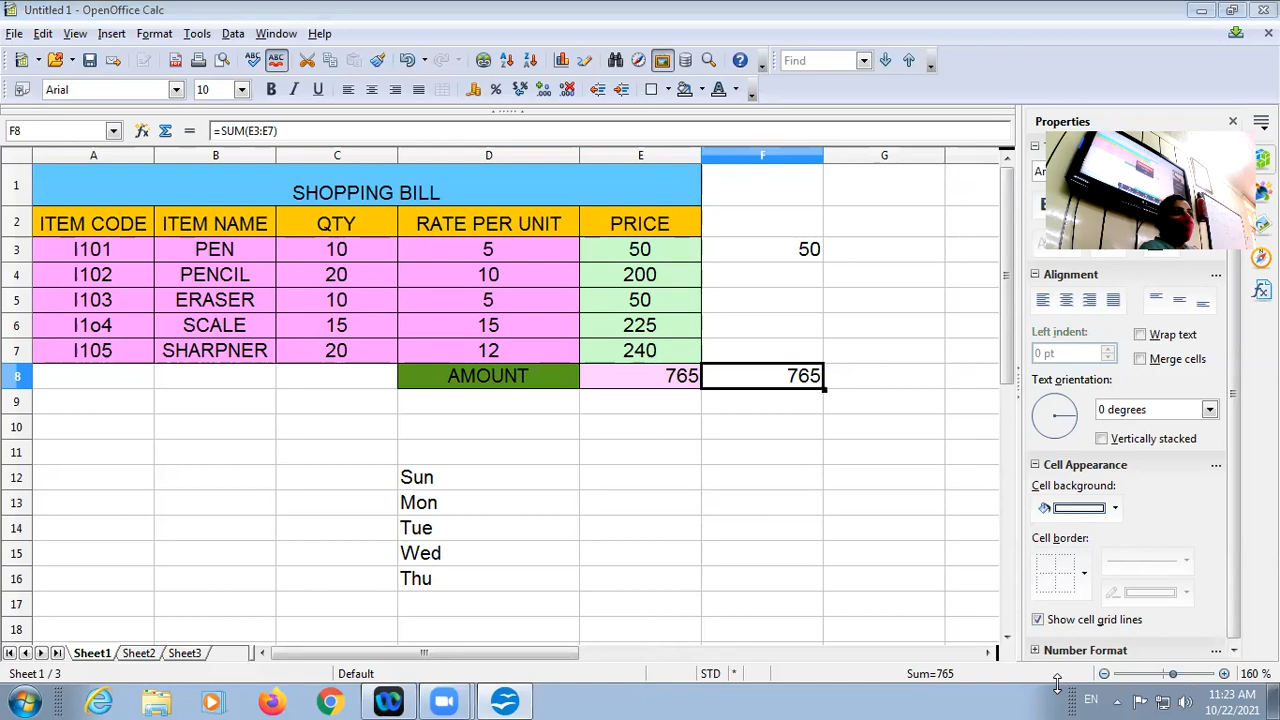 Untitled 1 - OpenOffice Calc
File Edit View Insert Format Tools Data Window Help
Find
Arial 10
F8 =SUM(E3:E7)
Properties
A B C D E F G
1 SHOPPING BILL
2 ITEM CODE ITEM NAME QTY RATE PER UNIT PRICE
3 I101 PEN 10 5 50 50
4 I102 PENCIL 20 10 200
5 I103 ERASER 10 5 50
6 I1o4 SCALE 15 15 225
7 I105 SHARPNER 20 12 240
8 AMOUNT 765 765
9
10
11
12 Sun
13 Mon
14 Tue
15 Wed
16 Thu
17
18
Alignment
Left indent: Wrap text
0 pt Merge cells
Text orientation:
0 degrees
Vertically stacked
Cell Appearance
Cell background:
Cell border:
Show cell grid lines
Number Format
Sheet1 Sheet2 Sheet3
Sheet 1 / 3 Default STD * Sum=765 160 %
EN 11:23 AM
10/22/2021